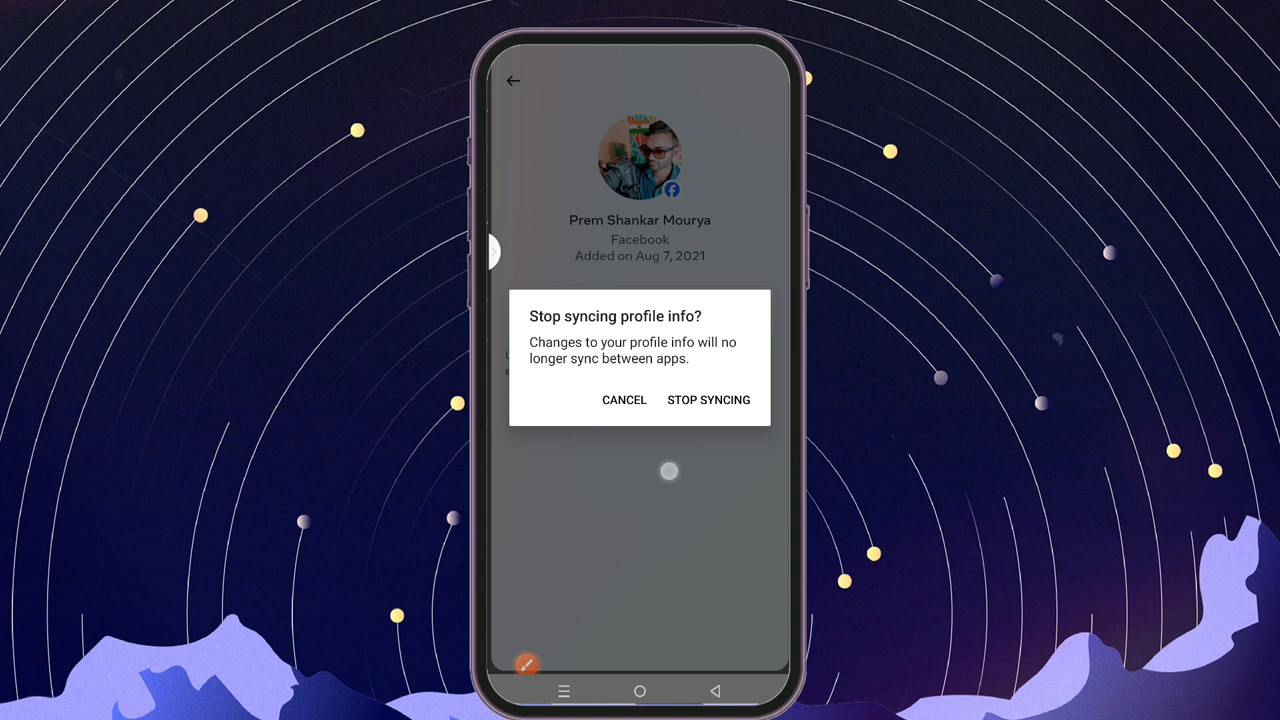 Prem Shankar Mourya
Facebook
Added on Aug 7, 2021
Stop syncing profile info?
Changes to your profile info will no
longer sync between apps.
CANCEL STOP SYNCING